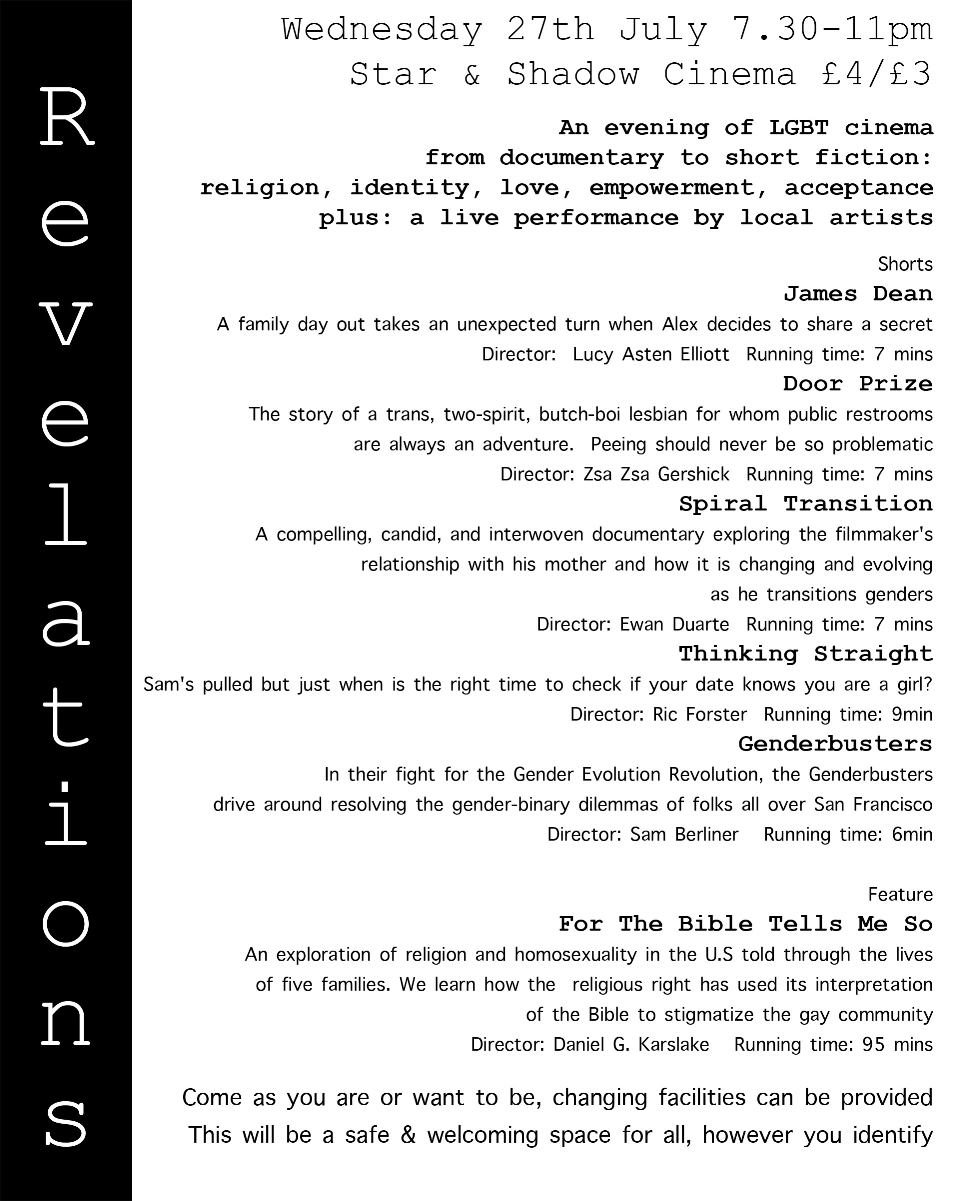 Revelations
Wednesday 27th July 7.30-11pm
Star & Shadow Cinema £4/£3
An evening of LGBT cinema
from documentary to short fiction:
religion, identity, love, empowerment, acceptance
plus: a live performance by local artists
Shorts
James Dean
A family day out takes an unexpected turn when Alex decides to share a secret
Director:  Lucy Asten Elliott  Running time: 7 mins
Door Prize
The story of a trans, two-spirit, butch-boi lesbian for whom public restrooms
are always an adventure.  Peeing should never be so problematic
Director: Zsa Zsa Gershick  Running time: 7 mins
Spiral Transition
A compelling, candid, and interwoven documentary exploring the filmmaker's
relationship with his mother and how it is changing and evolving
as he transitions genders
Director: Ewan Duarte  Running time: 7 mins
Thinking Straight
Sam's pulled but just when is the right time to check if your date knows you are a girl?
Director: Ric Forster  Running time: 9min
Genderbusters
In their fight for the Gender Evolution Revolution, the Genderbusters
drive around resolving the gender-binary dilemmas of folks all over San Francisco
Director: Sam Berliner   Running time: 6min
Feature
For The Bible Tells Me So
An exploration of religion and homosexuality in the U.S told through the lives
of five families. We learn how the  religious right has used its interpretation
of the Bible to stigmatize the gay community
Director: Daniel G. Karslake   Running time: 95 mins
Come as you are or want to be, changing facilities can be provided
This will be a safe & welcoming space for all, however you identify